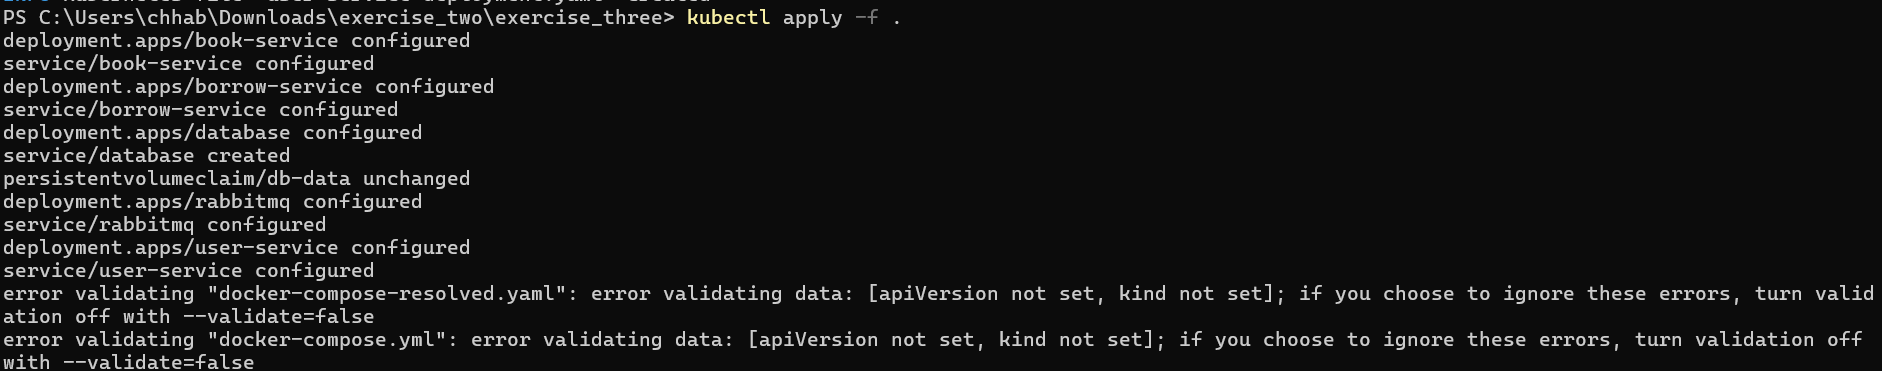 PS C:\Users\chhab\Downloads\exercise_two\exercise_three> kubectl apply -f .
deployment.apps/book-service configured
service/book-service configured
deployment.apps/borrow-service configured
service/borrow-service configured
deployment.apps/database configured
service/database created
persistentvolumeclaim/db-data unchanged
deployment.apps/rabbitmq configured
service/rabbitmq configured
deployment.apps/user-service configured
service/user-service configured
error validating "docker-compose-resolved.yaml": error validating data: [apiVersion not set, kind not set]; if you choose to ignore these errors, turn valid
ation off with --validate=false
error validating "docker-compose.yml": error validating data: [apiVersion not set, kind not set]; if you choose to ignore these errors, turn validation off
with --validate=false